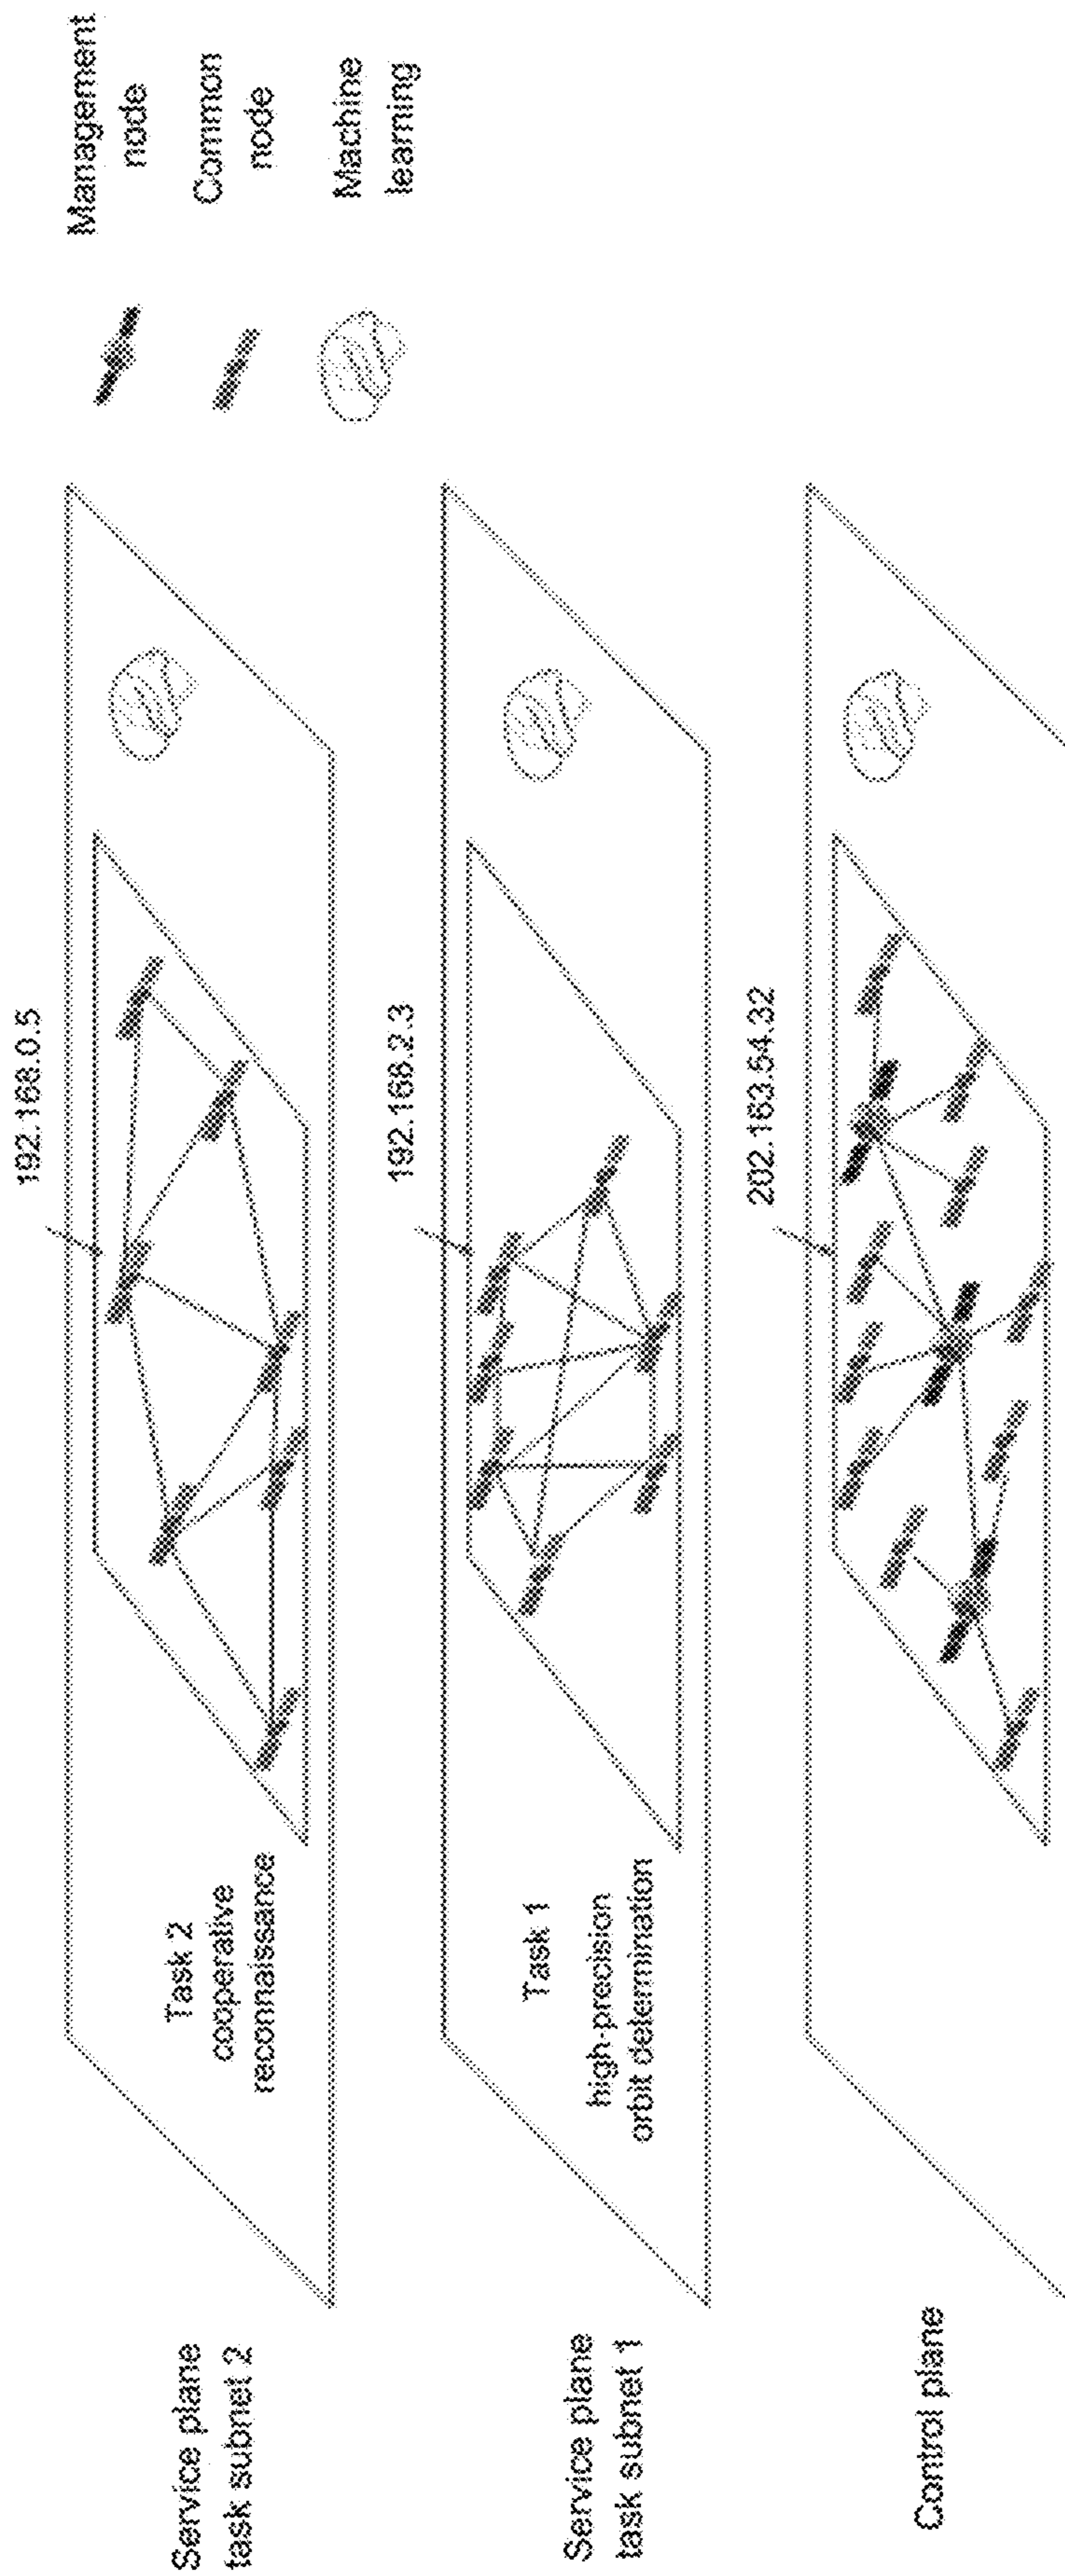 192.168.0.5
Management
node
Common
node
Machine
learning
Service plane
task subnet 2
Task 2
cooperative
reconnaissance
192.168.2.3
Service plane
task subnet 1
Task 1
high-precision
orbit determination
202.163.54.32
Control plane